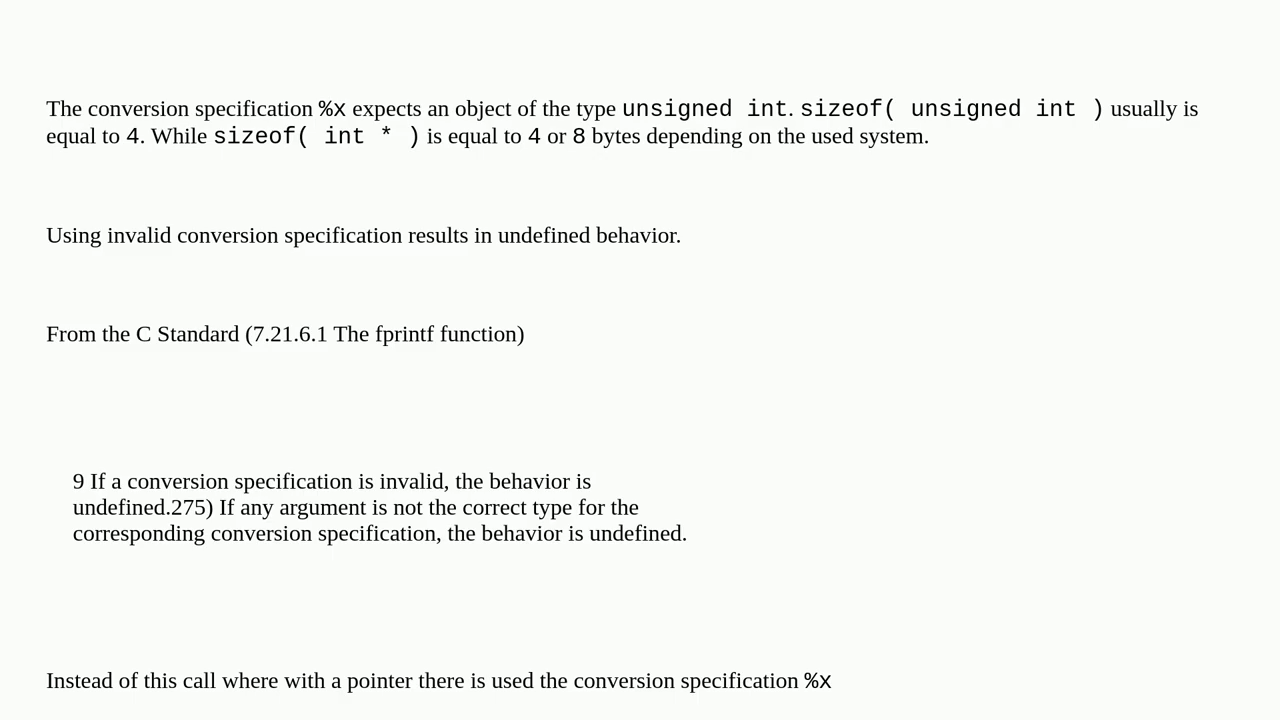 The conversion specification %x expects an object of the type unsigned int. sizeof( unsigned int ) usually is
equal to 4. While sizeof( int * ) is equal to 4 or 8 bytes depending on the used system.
Using invalid conversion specification results in undefined behavior.
From the C Standard (7.21.6.1 The fprintf function)
9 If a conversion specification is invalid, the behavior is
undefined.275) If any argument is not the correct type for the
corresponding conversion specification, the behavior is undefined.
Instead of this call where with a pointer there is used the conversion specification %x